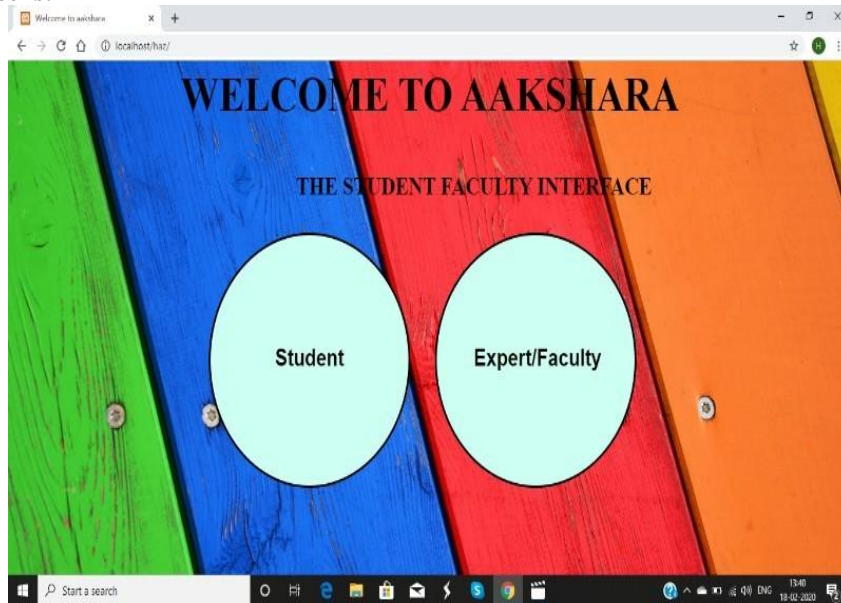 Welcome to aakshara
localhost/haz/
WELCOME TO AAKSHARA
THE STUDENT FACULTY INTERFACE
Student
Expert/Faculty
Start a search
ENG
13:40
18-02-2020